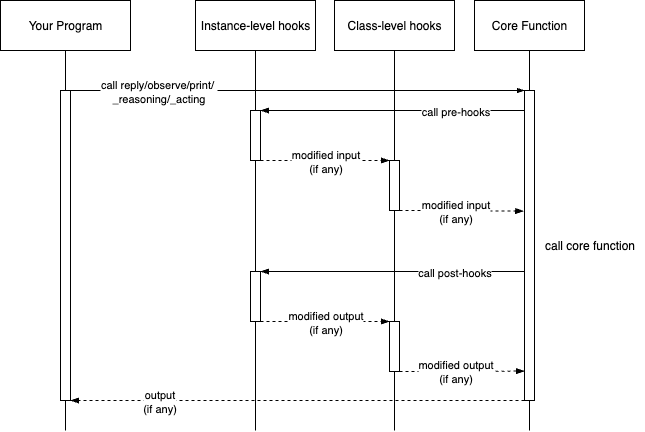 Your Program
Instance-level hooks
Class-level hooks
Core Function
call reply/observe/print/
_reasoning/_acting
call pre-hooks
modified input
(if any)
modified input
(if any)
call core function
call post-hooks
modified output
(if any)
modified output
(if any)
output
(if any)